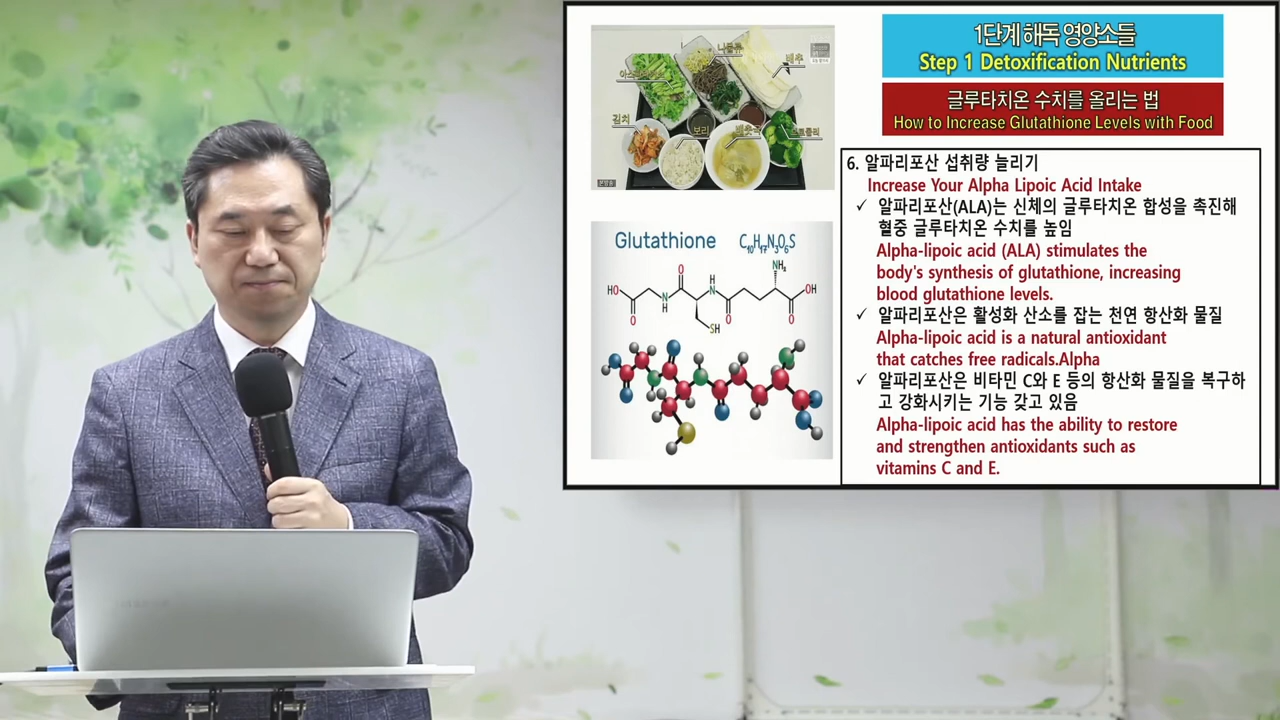 1단계 해독 영양소들
Step 1 Detoxification Nutrients
글루타치온 수치를 올리는 법
How to Increase Glutathione Levels with Food
나물류
배추
김치
보리
배춧국
브로콜리
Glutathione C10H17N3O6S
O
H
NH2
HO
N
H
O
N
OH
O
SH
O
O
6. 알파리포산 섭취량 늘리기
Increase Your Alpha Lipoic Acid Intake
✓ 알파리포산(ALA)는 신체의 글루타치온 합성을 촉진해
혈중 글루타치온 수치를 높임
Alpha-lipoic acid (ALA) stimulates the
body's synthesis of glutathione, increasing
blood glutathione levels.
✓ 알파리포산은 활성화 산소를 잡는 천연 항산화 물질
Alpha-lipoic acid is a natural antioxidant
that catches free radicals.Alpha
✓ 알파리포산은 비타민 C와 E 등의 항산화 물질을 복구하
고 강화시키는 기능 갖고 있음
Alpha-lipoic acid has the ability to restore
and strengthen antioxidants such as
vitamins C and E.